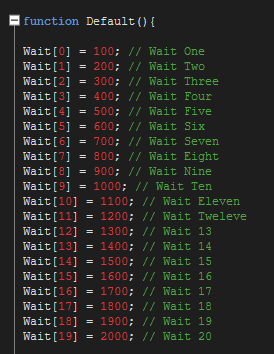 function Default(){
Wait[0] = 100; // Wait One
Wait[1] = 200; // Wait Two
Wait[2] = 300; // Wait Three
Wait[3] = 400; // Wait Four
Wait[4] = 500; // Wait Five
Wait[5] = 600; // Wait Six
Wait[6] = 700; // Wait Seven
Wait[7] = 800; // Wait Eight
Wait[8] = 900; // Wait Nine
Wait[9] = 1000; // Wait Ten
Wait[10] = 1100; // Wait Eleven
Wait[11] = 1200; // Wait Tweleve
Wait[12] = 1300; // Wait 13
Wait[13] = 1400; // Wait 14
Wait[14] = 1500; // Wait 15
Wait[15] = 1600; // Wait 16
Wait[16] = 1700; // Wait 17
Wait[17] = 1800; // Wait 18
Wait[18] = 1900; // Wait 19
Wait[19] = 2000; // Wait 20